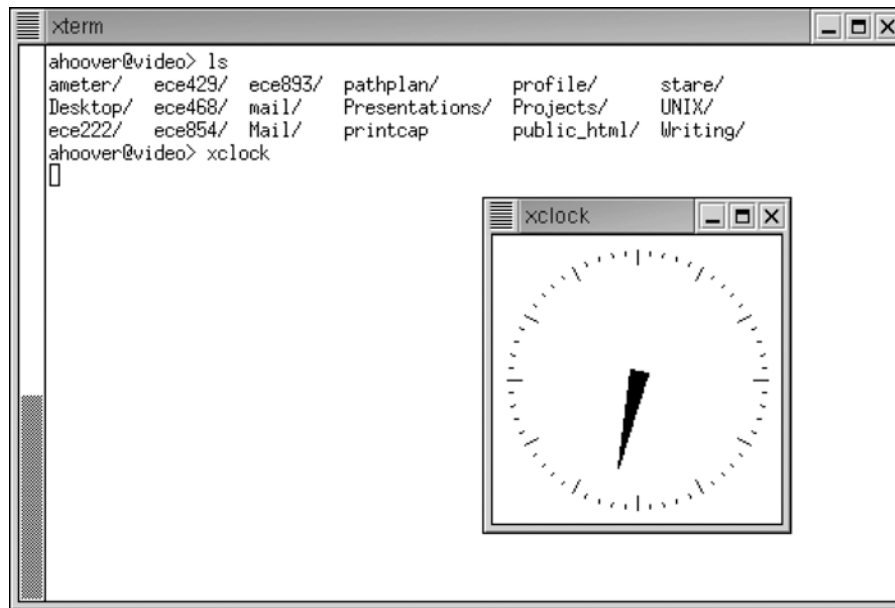 xterm
ahoover@video> ls
ameter/ ece429/ ece893/ pathplan/ profile/ stare/
Desktop/ ece468/ mail/ Presentations/ Projects/ UNIX/
ece222/ ece854/ Mail/ printcap public_html/ Writing/
ahoover@video> xclock
xclock